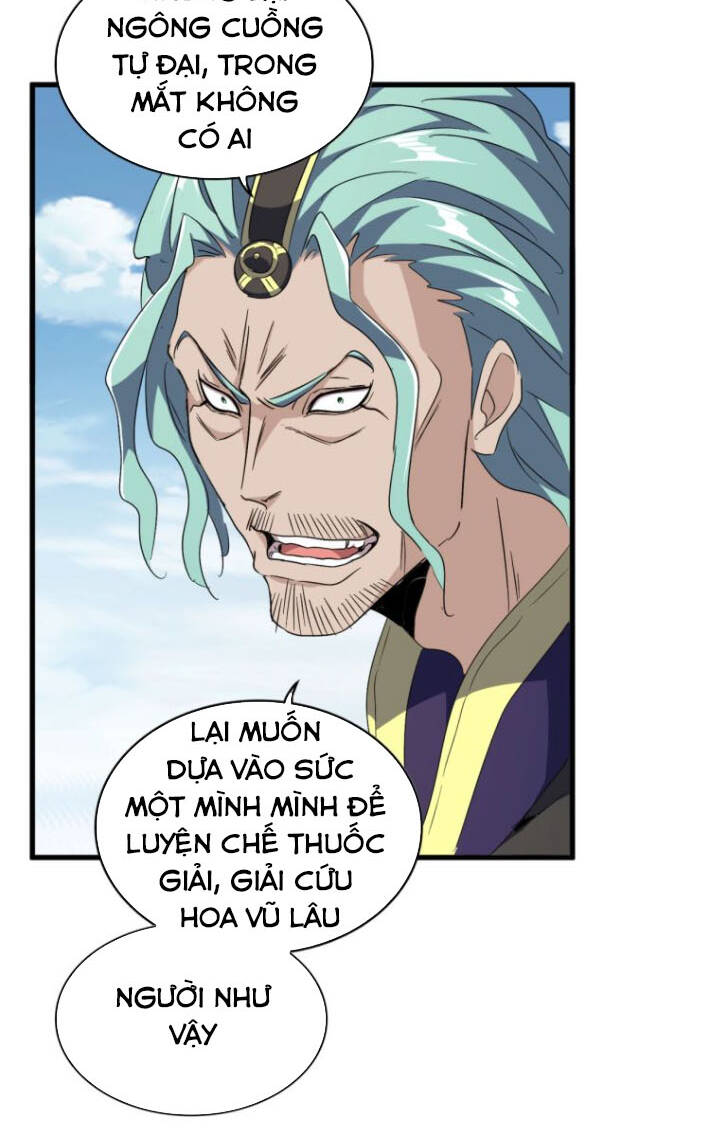 NGÔNG CUỒNG
TỰ ĐẠI, TRONG
MẮT KHÔNG
CÓ AI
LẠI MUỐN
DỰA VÀO SỨC
MỘT MÌNH MÌNH ĐỂ
LUYỆN CHẾ THUỐC
GIẢI, GIẢI CỨU
HOA VŨ LÂU
NGƯỜI NHƯ
VẬY